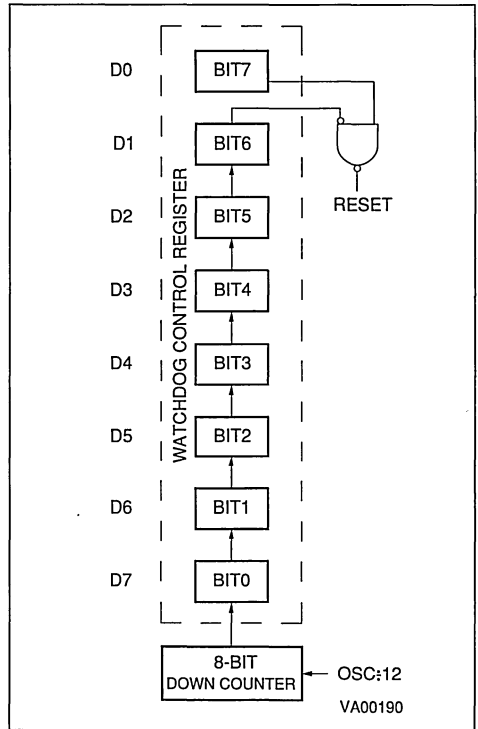 D0 BIT7
D1 BIT6
RESET
D2 BIT5
D3 BIT4
D4 BIT3
D5 BIT2
D6 BIT1
D7 BIT0
WATCHDOG CONTROL REGISTER
8-BIT
DOWN COUNTER
OSC:12
VA00190